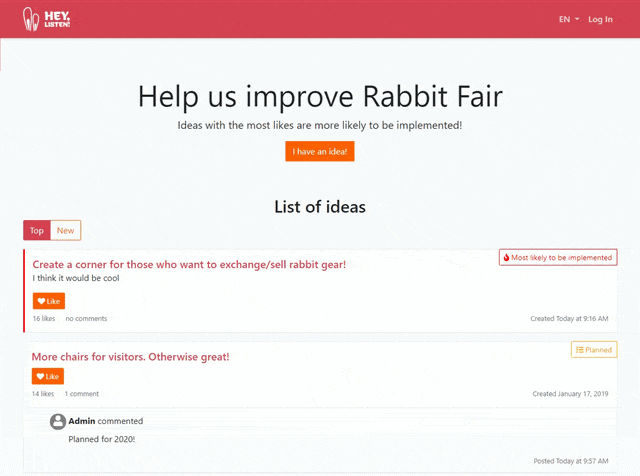 HEY,
LISTEN!
EN
Log In
Help us improve Rabbit Fair
Ideas with the most likes are more likely to be implemented!
I have an idea!
List of ideas
Top
New
Most likely to be implemented
Create a corner for those who want to exchange/sell rabbit gear!
I think it would be cool
Like
16 likes no comments Created Today at 9:16 AM
Planned
More chairs for visitors. Otherwise great!
Like
14 likes 1 comment Created January 17, 2019
Admin commented
Planned for 2020!
Posted Today at 9:57 AM